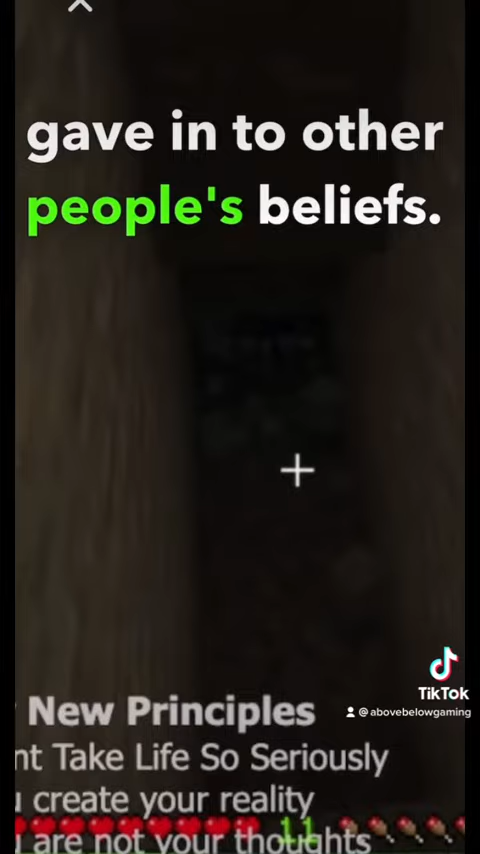 gave in to other
people's beliefs.
TikTok
@abovebelowgaming
New Principles
nt Take Life So Seriously
u create your reality
11
u are not your thoughts